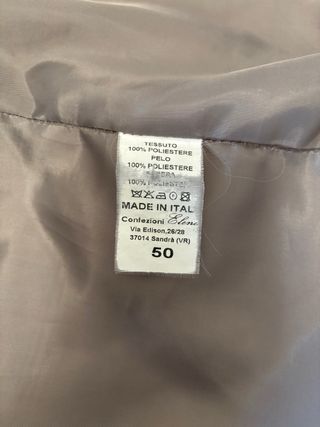 TESSUTO
100% POLIESTERE
PELO
100% POLIESTERE
100%
MADE IN ITAL
Confezioni
Via Edison,26/28
37014 Sandrà (VR)
50